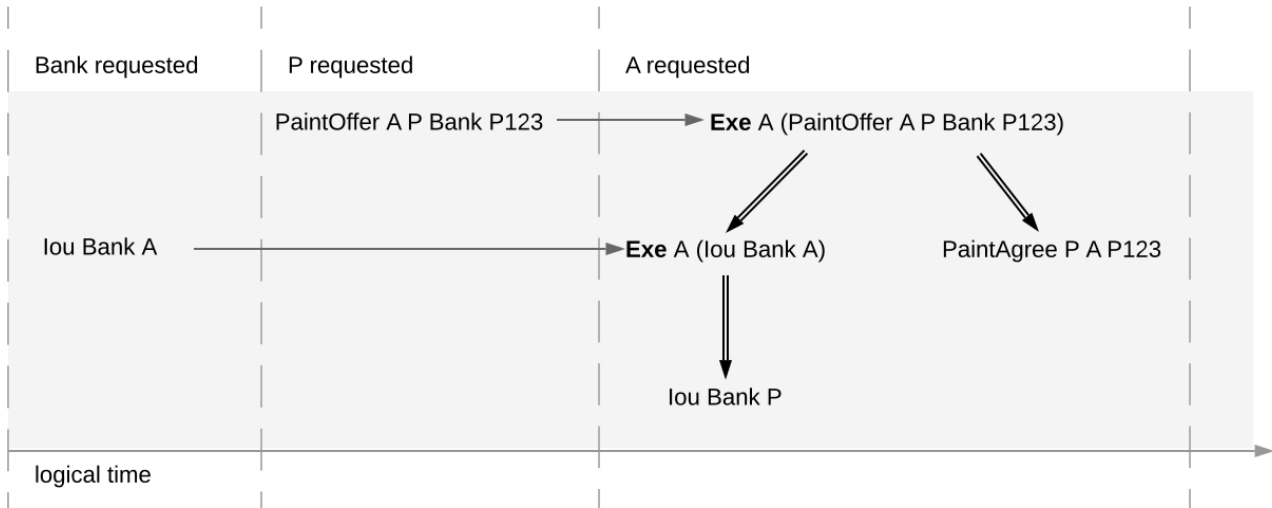 Bank requested
P requested
A requested
PaintOffer A P Bank P123
Exe A (PaintOffer A P Bank P123)
Iou Bank A
Exe A (Iou Bank A)
PaintAgree P A P123
Iou Bank P
logical time